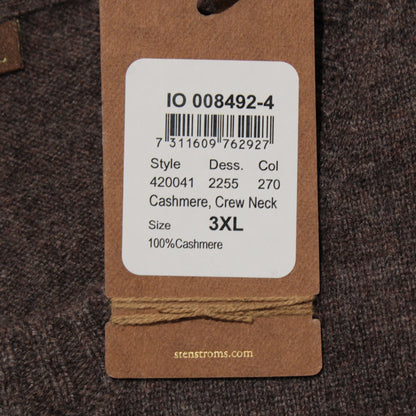 IO 008492-4
7 311609 762927
Style Dess. Col
420041 2255 270
Cashmere, Crew Neck
Size 3XL
100%Cashmere
stenstroms.com